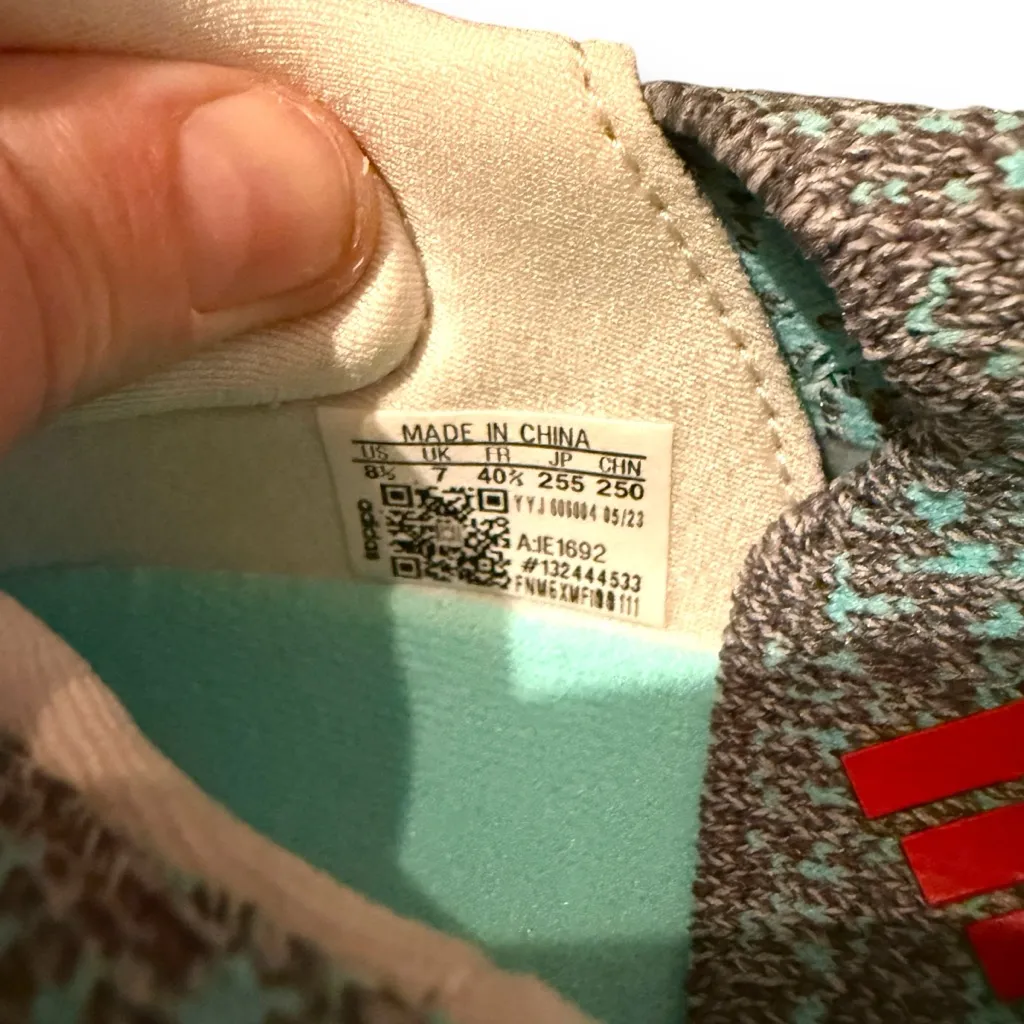 MADE IN CHINA
US UK FR JP CHN
8½ 7 40⅔ 255 250
YYJ 606004 05/23
adidas
A:IE1692
#132444533